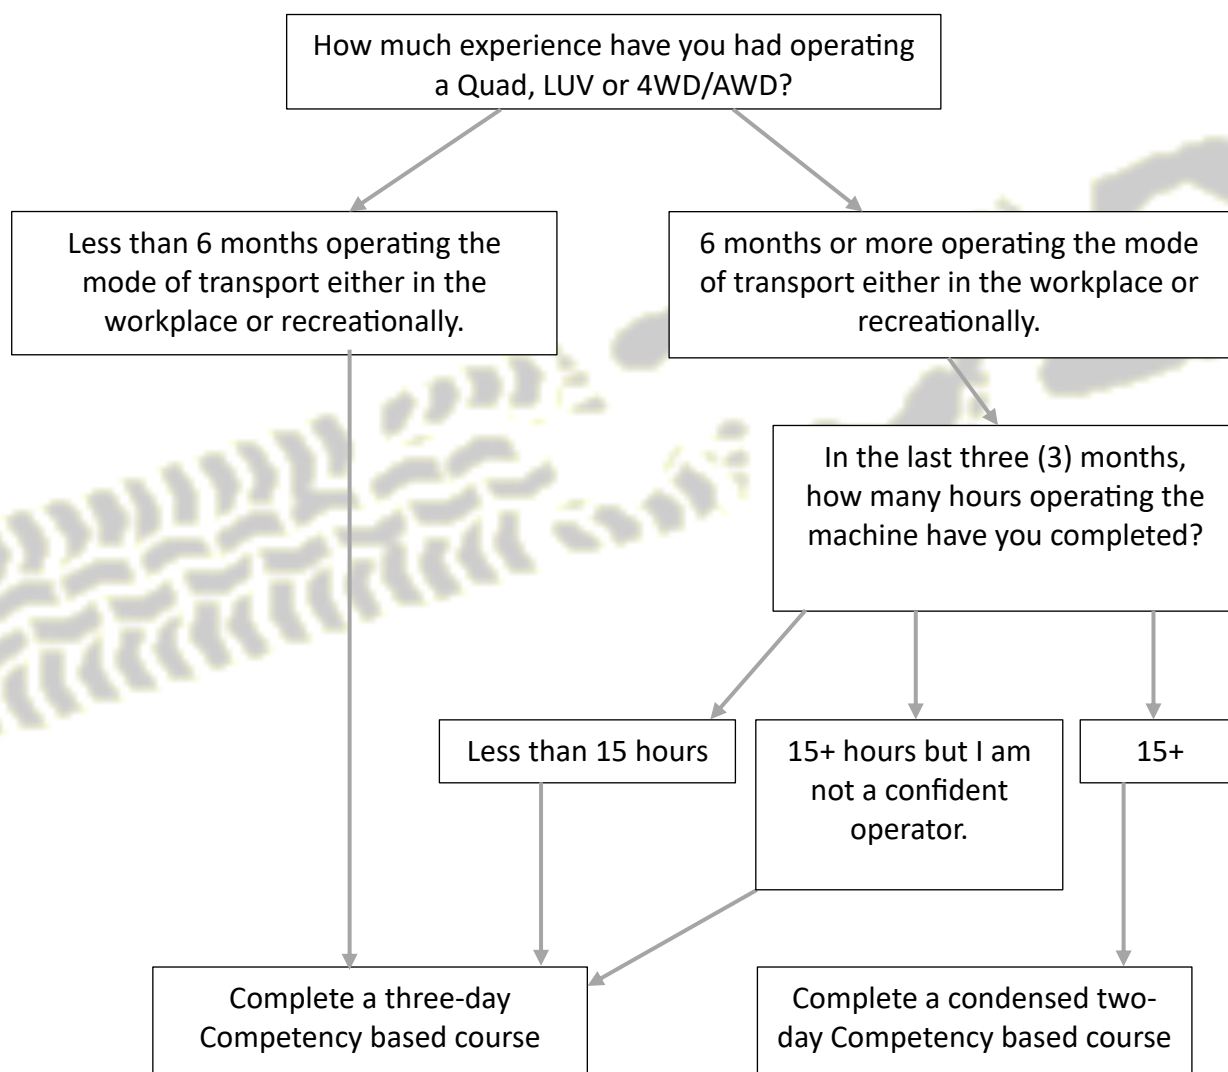 How much experience have you had operating
a Quad, LUV or 4WD/AWD?
Less than 6 months operating the
mode of transport either in the
workplace or recreationally.
6 months or more operating the mode
of transport either in the workplace or
recreationally.
In the last three (3) months,
how many hours operating the
machine have you completed?
Less than 15 hours
15+ hours but I am
not a confident
operator.
15+
Complete a three-day
Competency based course
Complete a condensed two-
day Competency based course